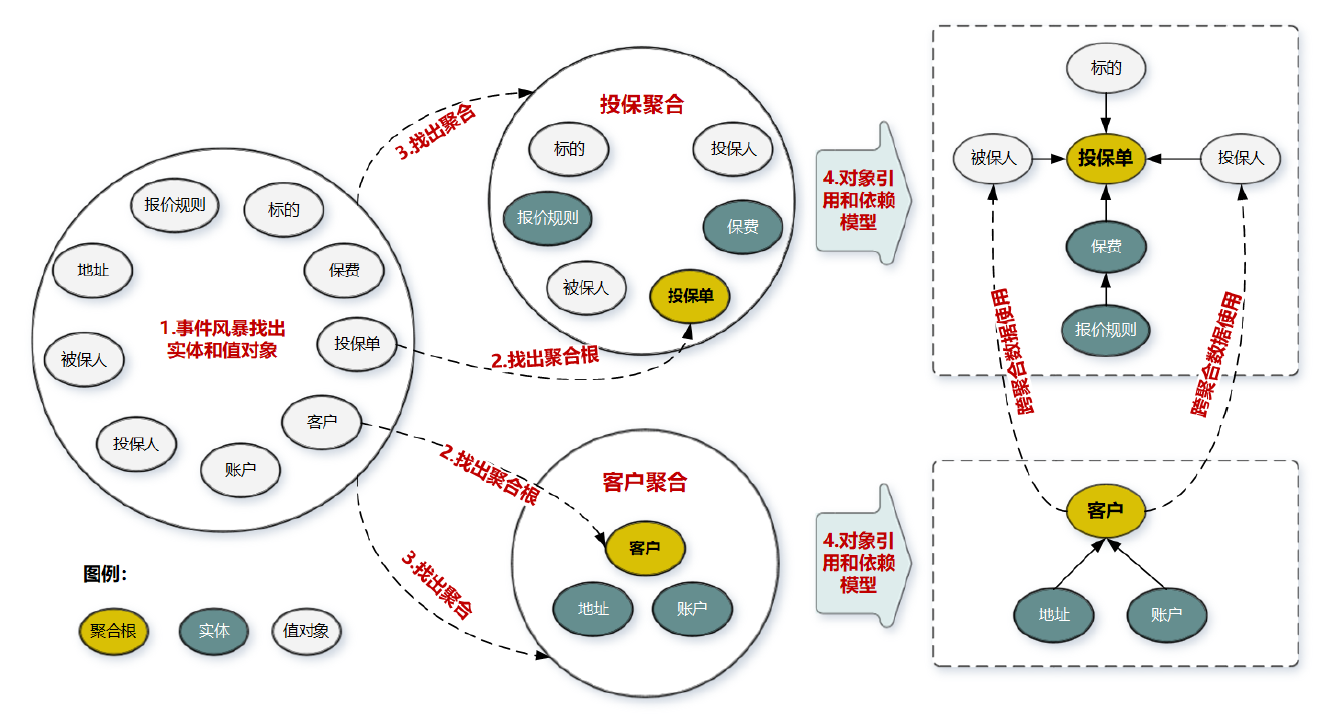 报价规则
标的
地址
保费
1.事件风暴找出
实体和值对象
投保单
被保人
客户
投保人
账户
图例：
聚合根
实体
值对象
3.找出聚合
2.找出聚合根
2.找出聚合根
3.找出聚合
投保聚合
标的
投保人
报价规则
保费
被保人
投保单
客户聚合
客户
地址
账户
4.对象引
用和依赖
模型
4.对象引
用和依赖
模型
标的
被保人
投保单
投保人
保费
报价规则
跨聚合数据使用
跨聚合数据使用
客户
地址
账户